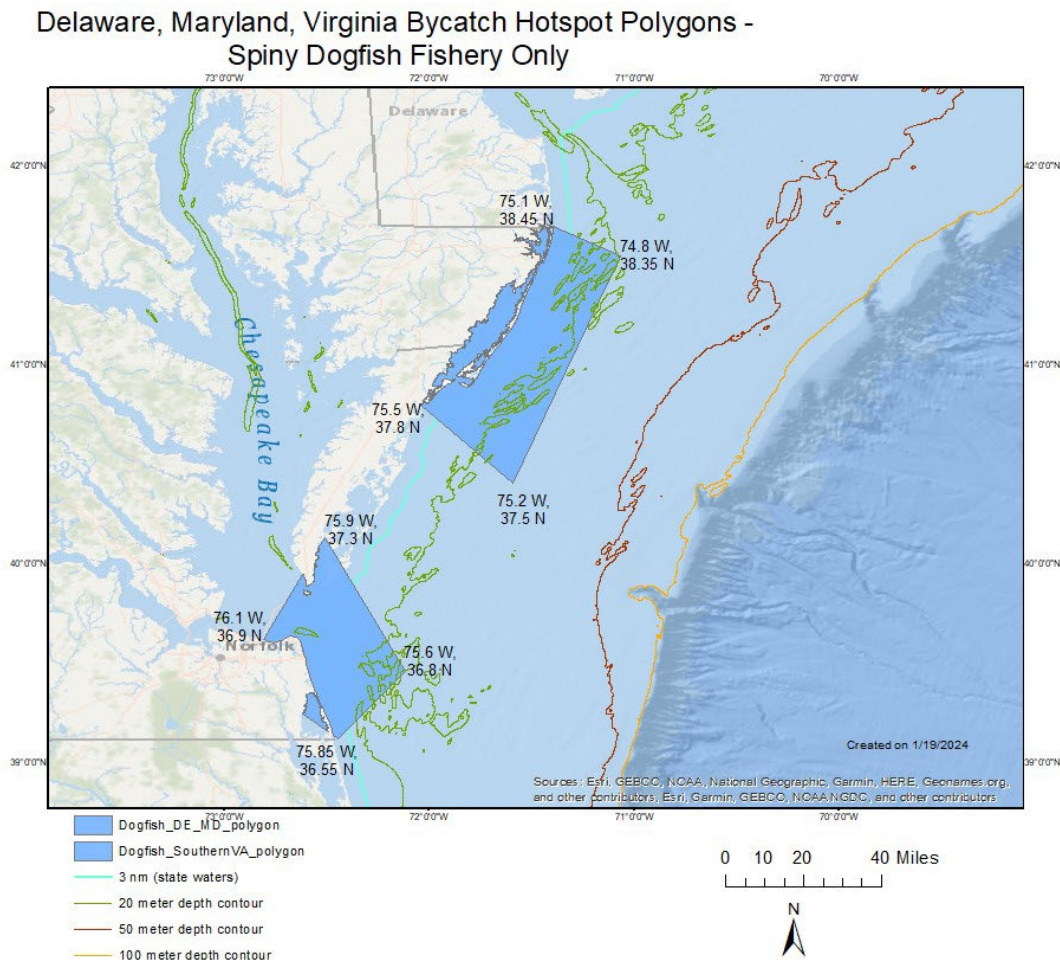 Delaware, Maryland, Virginia Bycatch Hotspot Polygons -
Spiny Dogfish Fishery Only
73°0'0"W
72°0'0"W
71°0'0"W
70°0'0"W
Delaware
42°0'0"N
42°0'0"N
75.1 W,
38.45 N
74.8 W,
38.35 N
Chesapeake Bay
41°0'0"N
41°0'0"N
75.5 W,
37.8 N
75.2 W,
37.5 N
75.9 W,
37.3 N
40°0'0"N
40°0'0"N
76.1 W,
36.9 N
Norfolk
75.6 W,
36.8 N
75.85 W,
36.55 N
Created on 1/19/2024
39°0'0"N
39°0'0"N
Sources: Esri, GEBCO, NOAA, National Geographic, Garmin, HERE, Geonames.org,
and other contributors, Esri, Garmin, GEBCO, NOAA NGDC, and other contributors
73°0'0"W
72°0'0"W
71°0'0"W
70°0'0"W
Dogfish_DE_MD_polygon
Dogfish_SouthernVA_polygon
3 nm (state waters)
20 meter depth contour
50 meter depth contour
100 meter depth contour
0 10 20 40 Miles
N